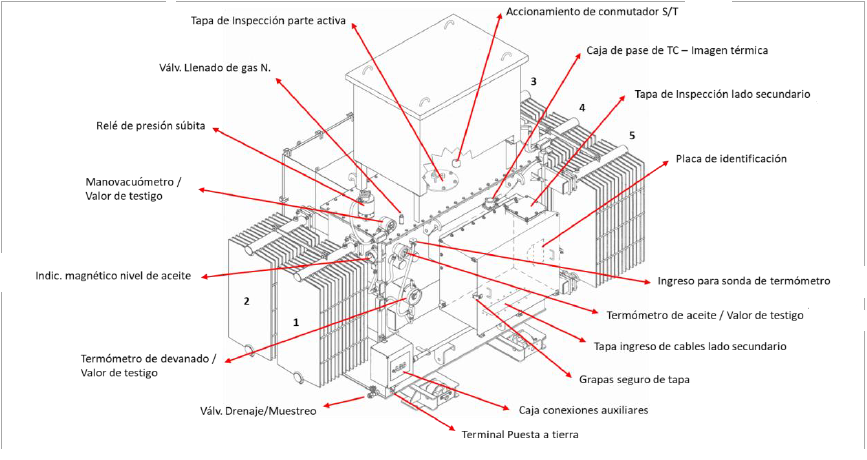 Accionamiento de conmutador S/T
Tapa de Inspección parte activa
Caja de pase de TC – Imagen térmica
Válv. Llenado de gas N.
3
Tapa de Inspección lado secundario
4
Relé de presión súbita
5
Placa de identificación
Manovacuómetro /
Valor de testigo
Indic. magnético nivel de aceite
Ingreso para sonda de termómetro
2
1
Termómetro de aceite / Valor de testigo
Tapa ingreso de cables lado secundario
Termómetro de devanado /
Valor de testigo
Grapas seguro de tapa
Válv. Drenaje/Muestreo
Caja conexiones auxiliares
Terminal Puesta a tierra